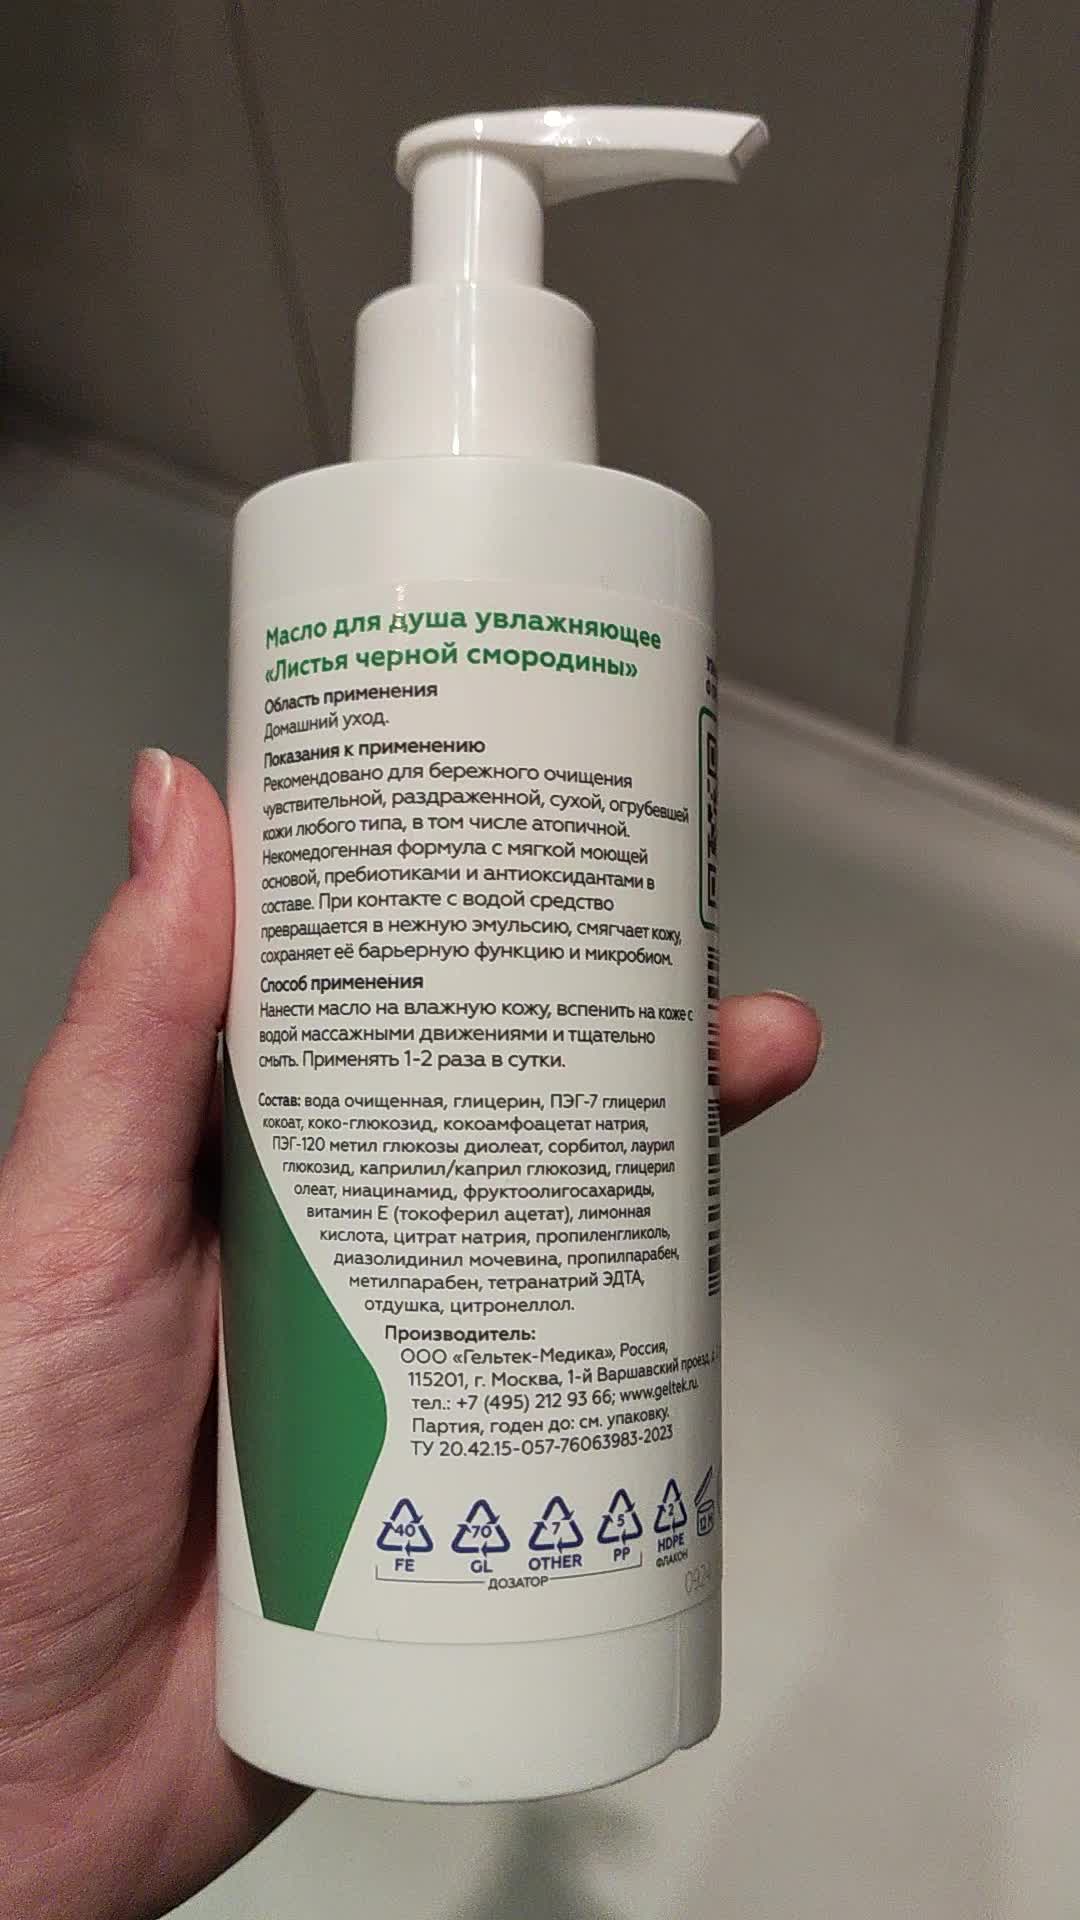 Масло для душа увлажняющее
«Листья черной смородины»
Область применения
Домашний уход.
Показания к применению
Рекомендовано для бережного очищения
чувствительной, раздраженной, сухой, огрубевшей
кожи любого типа, в том числе атопичной.
Некомедогенная формула с мягкой моющей
основой, пребиотиками и антиоксидантами в
составе. При контакте с водой средство
превращается в нежную эмульсию, смягчает кожу,
сохраняет её барьерную функцию и микробиом.
Способ применения
Нанести масло на влажную кожу, вспенить на коже с
водой массажными движениями и тщательно
смыть. Применять 1-2 раза в сутки.
Состав: вода очищенная, глицерин, ПЭГ-7 глицерил
кокоат, коко-глюкозид, кокоамфоацетат натрия,
ПЭГ-120 метил глюкозы диолеат, сорбитол, лаурил
глюкозид, каприлил/каприл глюкозид, глицерил
олеат, ниацинамид, фруктоолигосахариды,
витамин Е (токоферил ацетат), лимонная
кислота, цитрат натрия, пропиленгликоль,
диазолидинил мочевина, пропилпарабен,
метилпарабен, тетранатрий ЭДТА,
отдушка, цитронеллол.
Производитель:
ООО «Гельтек-Медика», Россия,
115201, г. Москва, 1-й Варшавский проезд,
тел.: +7 (495) 212 93 66; www.geltek.ru.
Партия, годен до: см. упаковку.
ТУ 20.42.15-057-76063983-2023
40 70 7 5 2 12 M
FE GL OTHER PP HDPE
ДОЗАТОР ФЛАКОН